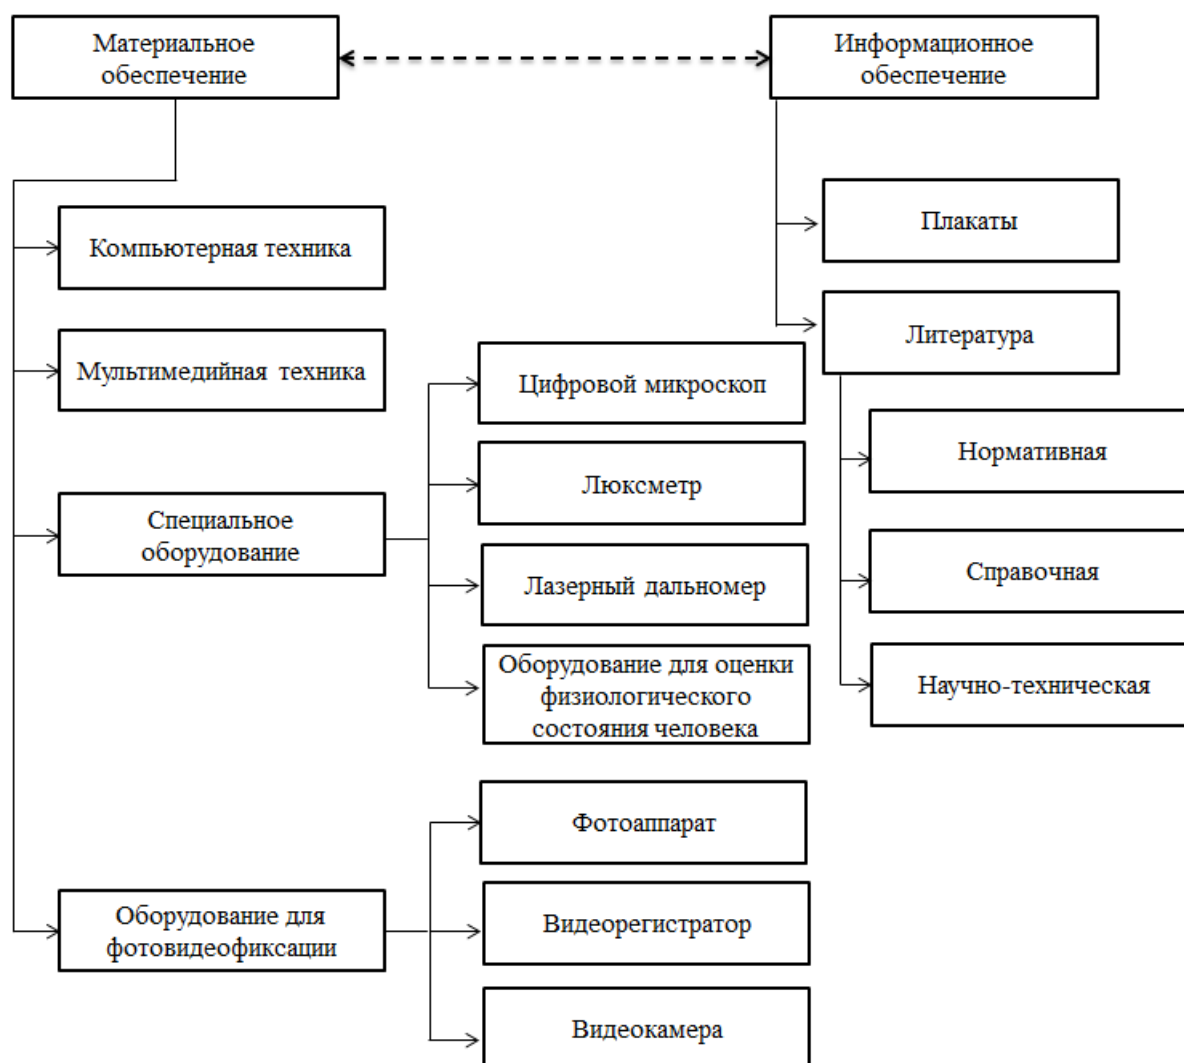 Материальное
обеспечение
Информационное
обеспечение
Плакаты
Компьютерная техника
Литература
Мультимедийная техника
Цифровой микроскоп
Нормативная
Люксметр
Специальное
оборудование
Справочная
Лазерный дальномер
Оборудование для оценки
физиологического
состояния человека
Научно-техническая
Фотоаппарат
Оборудование для
фотовидеофиксации
Видеорегистратор
Видеокамера